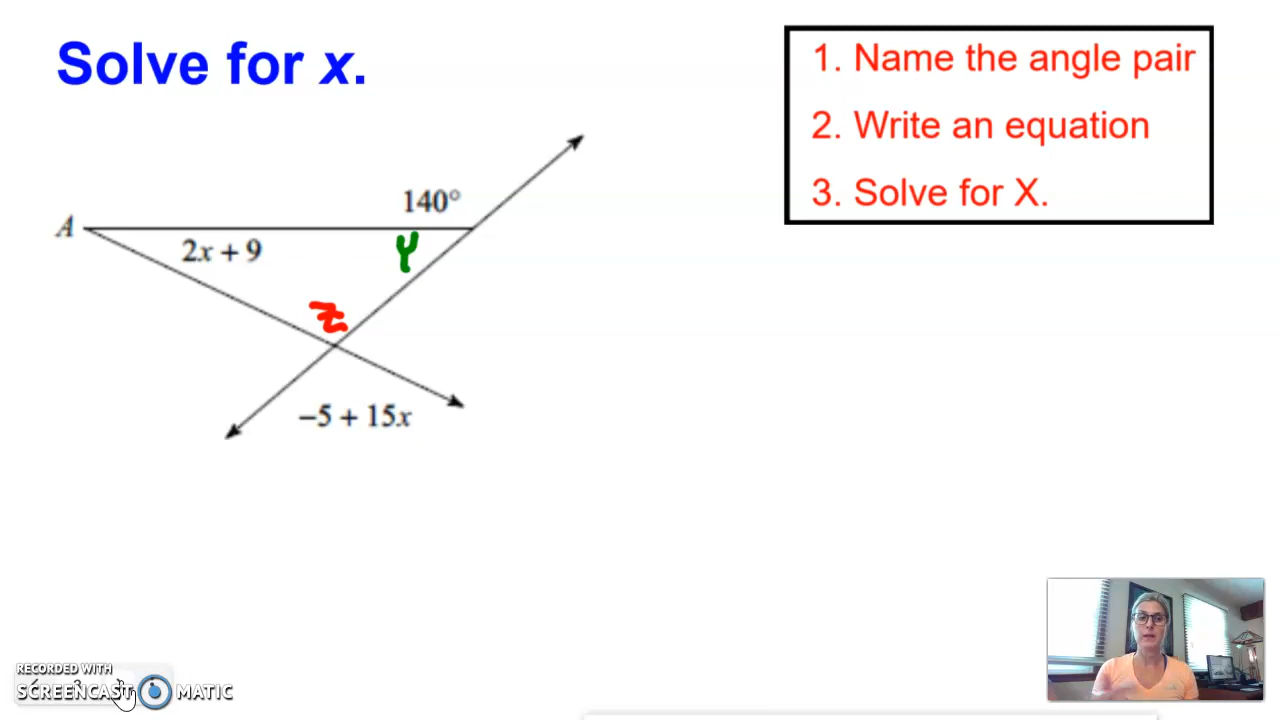 Solve for x.
1. Name the angle pair
2. Write an equation
3. Solve for X.
140°
A
2x + 9
Y
Z
−5 + 15x
RECORDED WITH
SCREENCAST MATIC